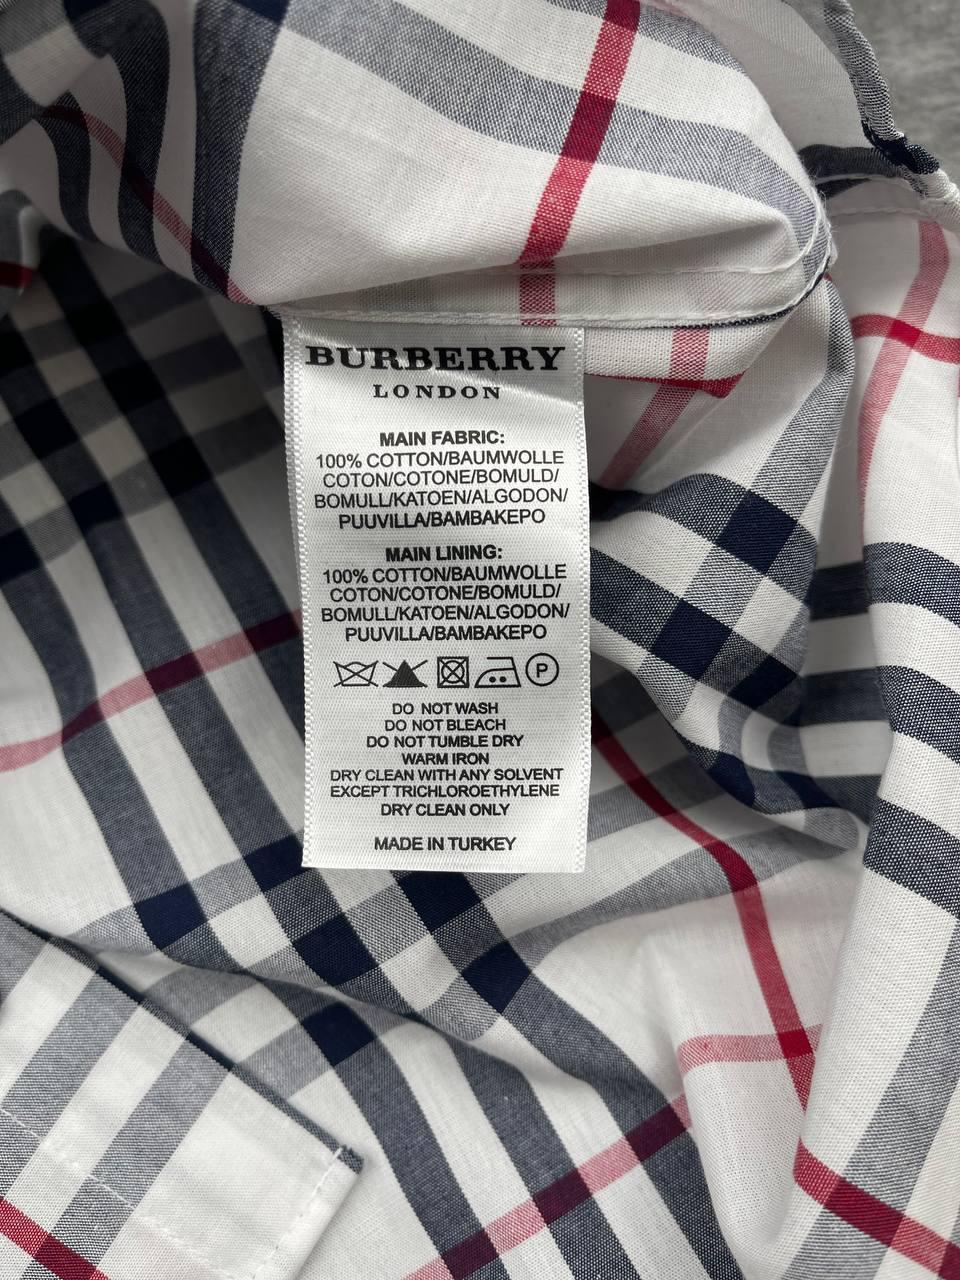 BURBERRY
LONDON
MAIN FABRIC:
100% COTTON/BAUMWOLLE
COTON/COTONE/BOMULD/
BOMULL/KATOEN/ALGODON/
PUUVILLA/BAMBAKEPO
MAIN LINING:
100% COTTON/BAUMWOLLE
COTON/COTONE/BOMULD/
BOMULL/KATOEN/ALGODON/
PUUVILLA/BAMBAKEPO
P
DO NOT WASH
DO NOT BLEACH
DO NOT TUMBLE DRY
WARM IRON
DRY CLEAN WITH ANY SOLVENT
EXCEPT TRICHLOROETHYLENE
DRY CLEAN ONLY
MADE IN TURKEY